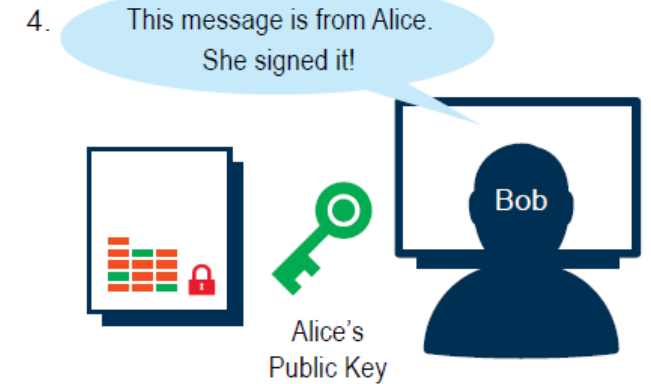 4.
This message is from Alice.
She signed it!
Bob
Alice's
Public Key